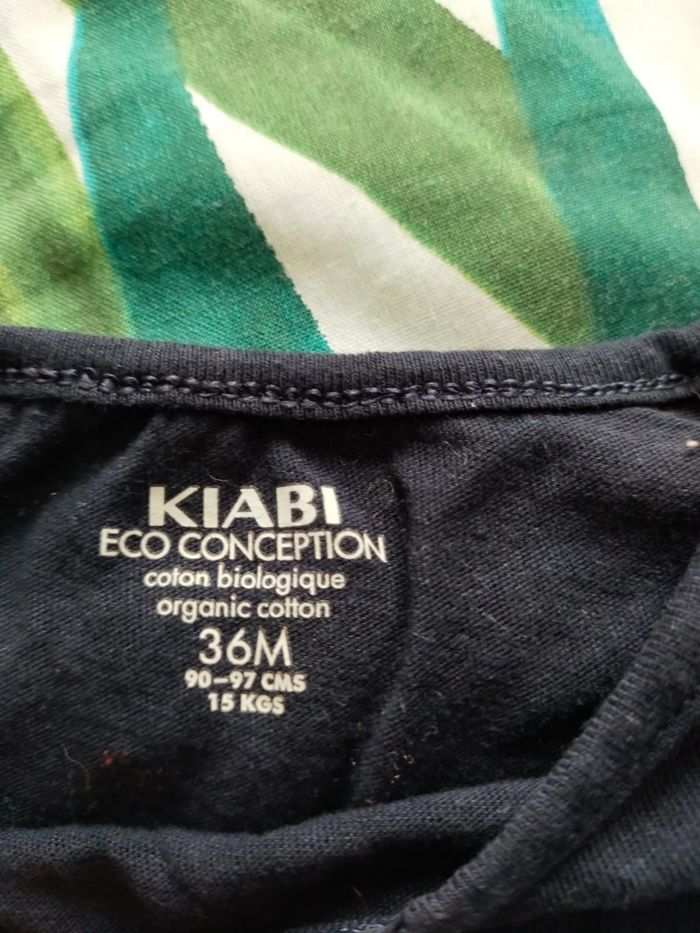 KIABI
ECO CONCEPTION
coton biologique
organic cotton
36M
90-97 CMS
15 KGS